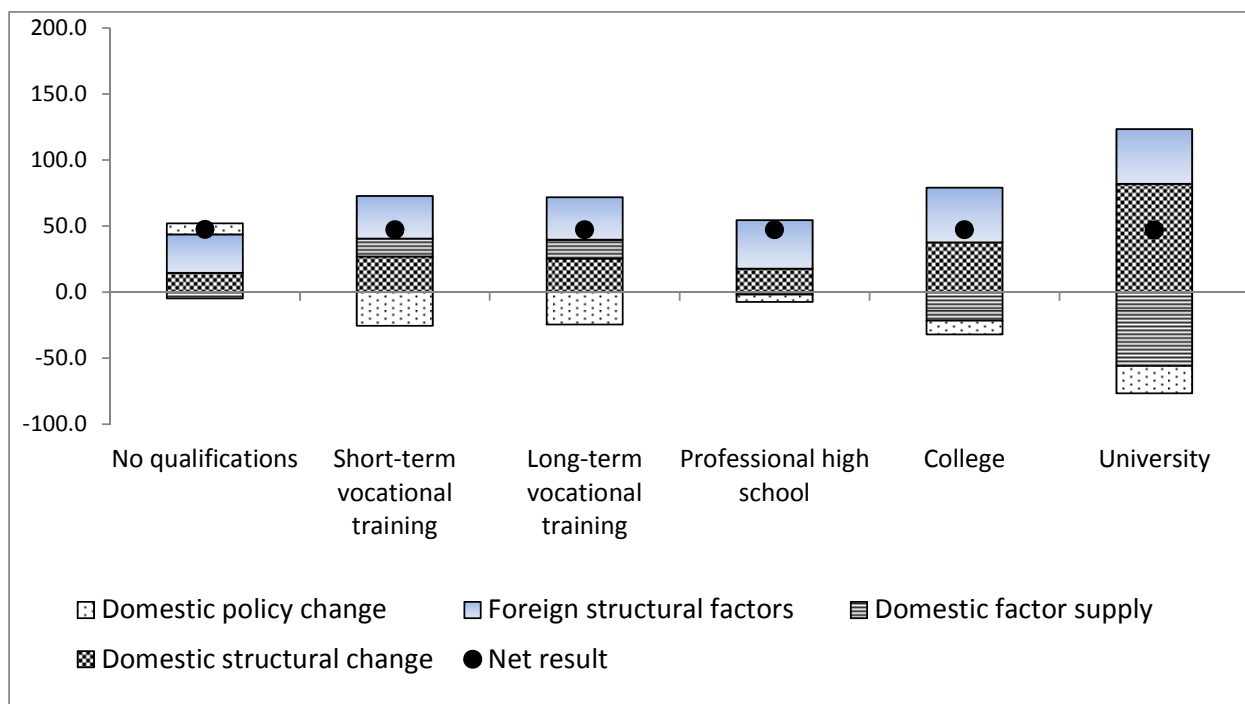 200.0
150.0
100.0
50.0
0.0
-50.0
-100.0
No qualifications
Short-term
vocational
training
Long-term
vocational
training
Professional high
school
College
University
Domestic policy change
Foreign structural factors
Domestic factor supply
Domestic structural change
Net result